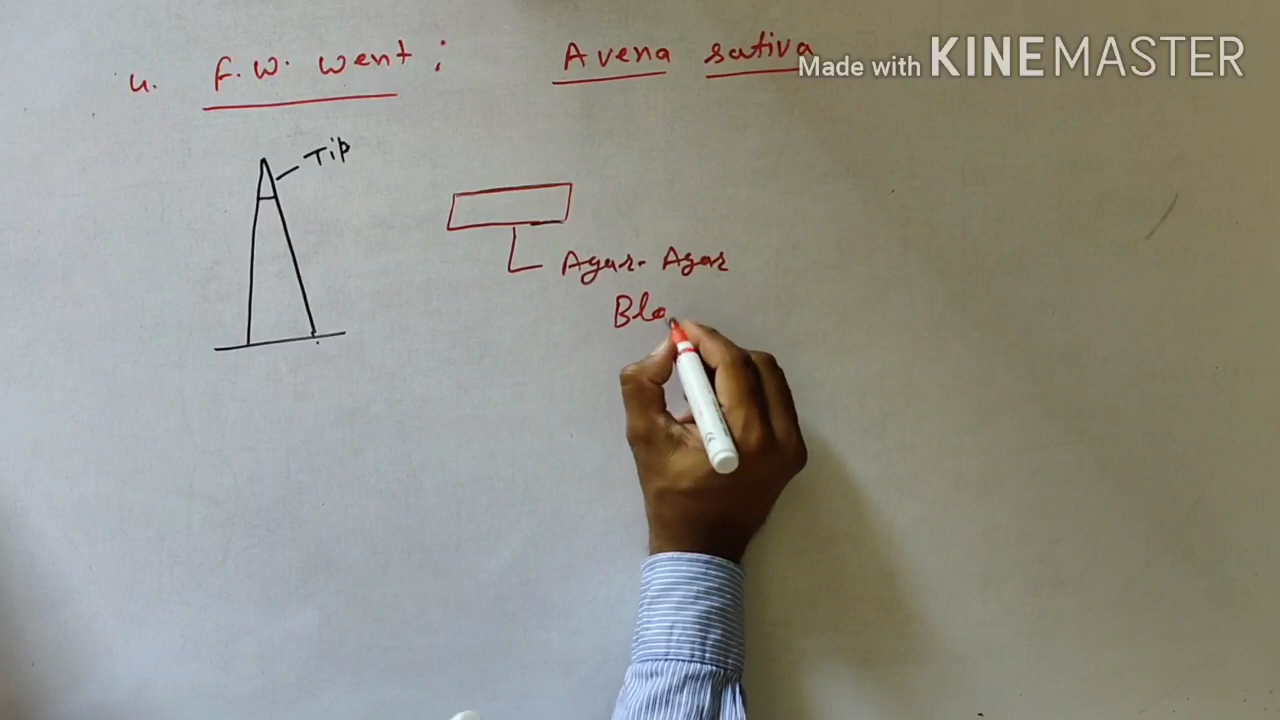 4. F.W. Went; Avena sativa
Made with KINEMASTER
Tip
Agar-Agar
Blo